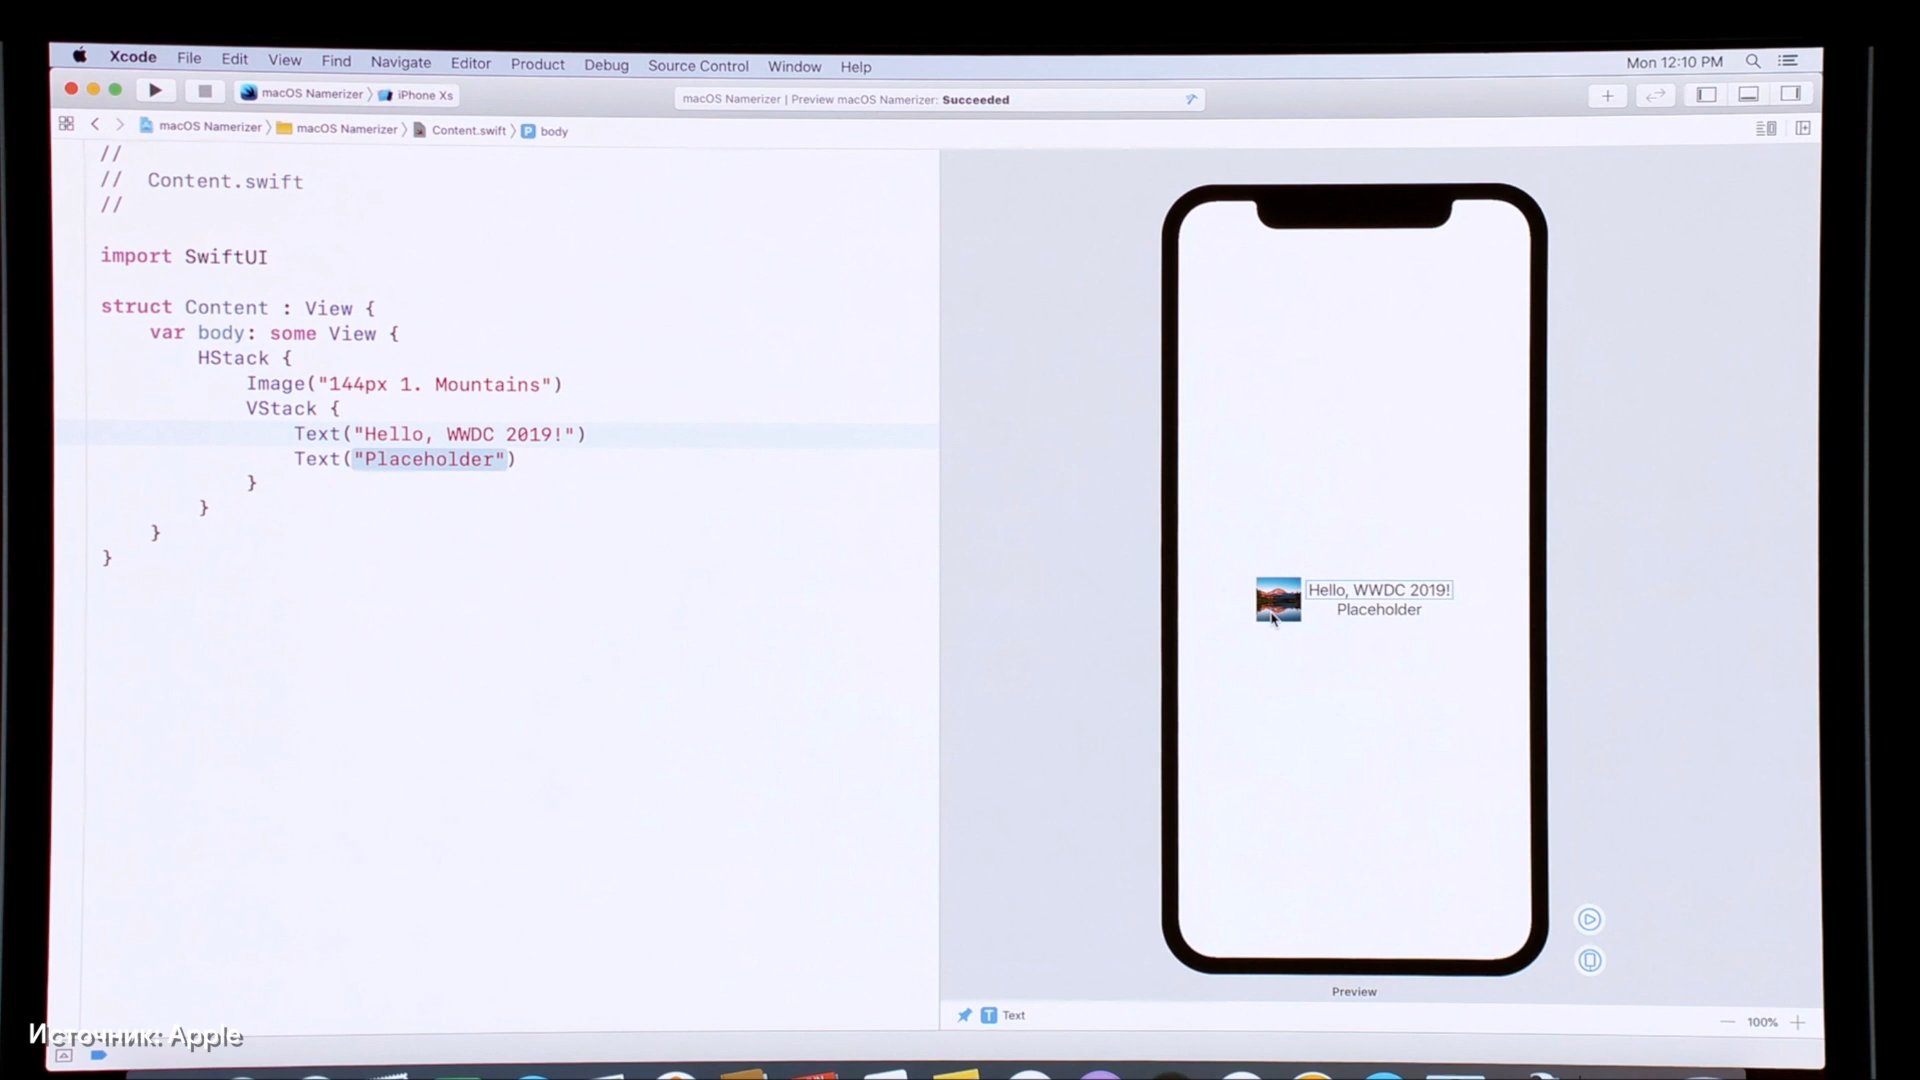 Xcode File Edit View Find Navigate Editor Product Debug Source Control Window Help Mon 12:10 PM
macOS Namerizer iPhone Xs macOS Namerizer | Preview macOS Namerizer: Succeeded
macOS Namerizer macOS Namerizer Content.swift P body
//
// Content.swift
//
import SwiftUI
struct Content : View {
var body: some View {
HStack {
Image("144px 1. Mountains")
VStack {
Text("Hello, WWDC 2019!")
Text("Placeholder")
}
}
}
}
Hello, WWDC 2019!
Placeholder
Preview
T Text 100%
Источник: Apple